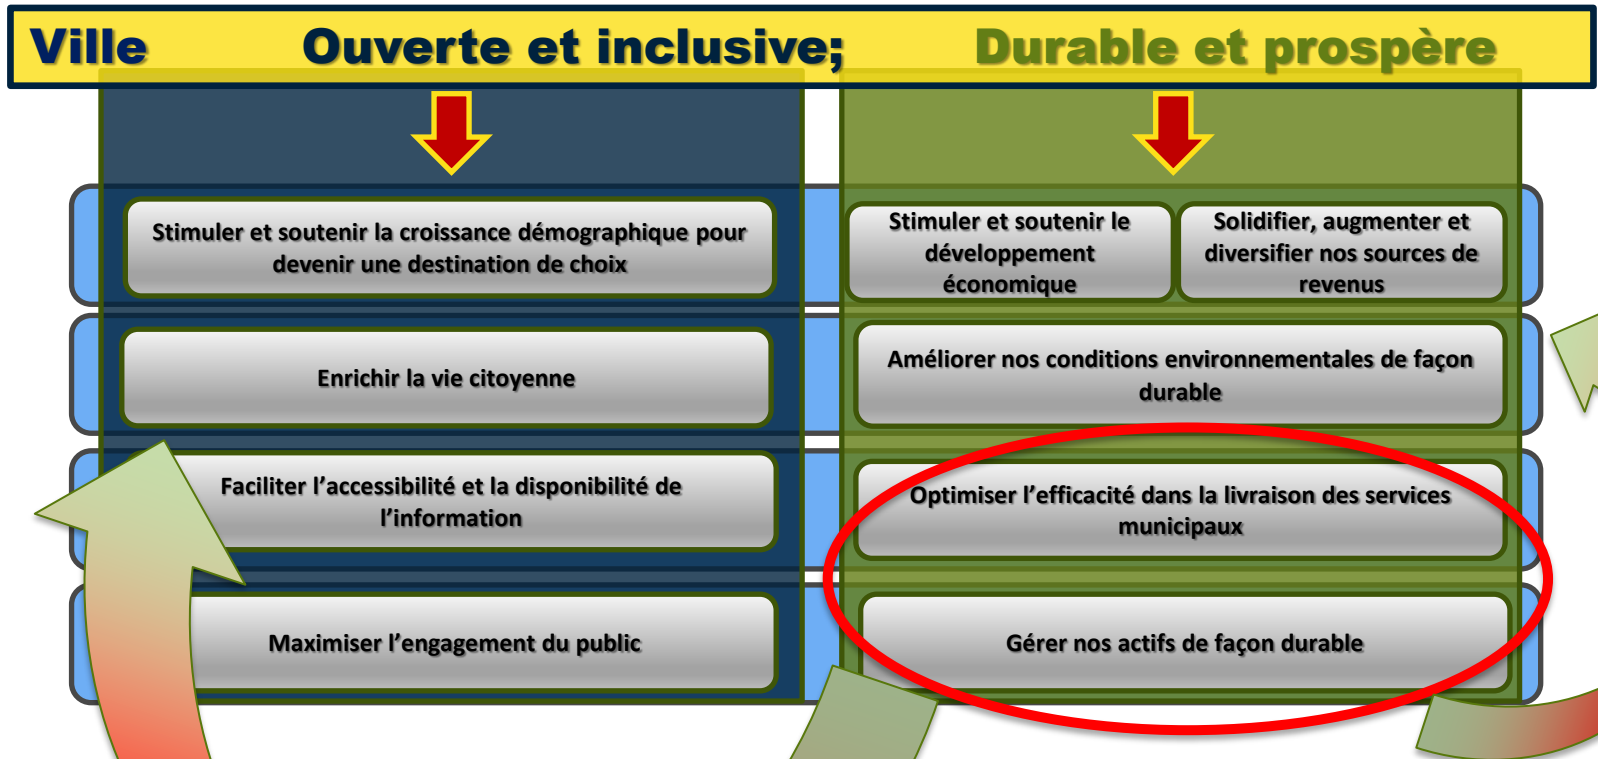 Ville Ouverte et inclusive; Durable et prospère
Stimuler et soutenir la croissance démographique pour
devenir une destination de choix
Stimuler et soutenir le
développement
économique
Solidifier, augmenter et
diversifier nos sources de
revenus
Enrichir la vie citoyenne
Améliorer nos conditions environnementales de façon
durable
Faciliter l’accessibilité et la disponibilité de
l’information
Optimiser l’efficacité dans la livraison des services
municipaux
Maximiser l’engagement du public
Gérer nos actifs de façon durable